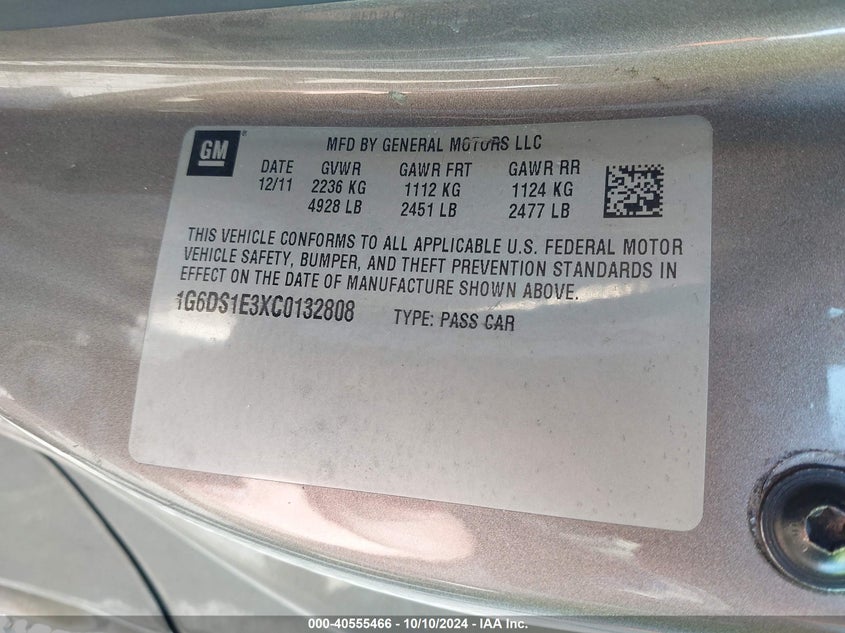 GM
MFD BY GENERAL MOTORS LLC
DATE GVWR GAWR FRT GAWR RR
12/11 2236 KG 1112 KG 1124 KG
4928 LB 2451 LB 2477 LB
THIS VEHICLE CONFORMS TO ALL APPLICABLE U.S. FEDERAL MOTOR
VEHICLE SAFETY, BUMPER, AND THEFT PREVENTION STANDARDS IN
EFFECT ON THE DATE OF MANUFACTURE SHOWN ABOVE.
1G6DS1E3XC0132808 TYPE: PASS CAR
000-40555466 - 10/10/2024 - IAA Inc.